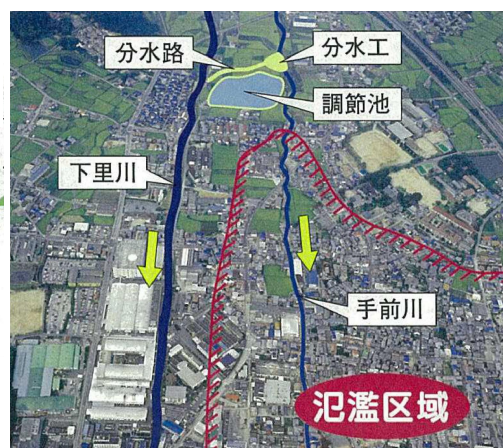 分水路
分水工
調節池
下里川
手前川
氾濫区域